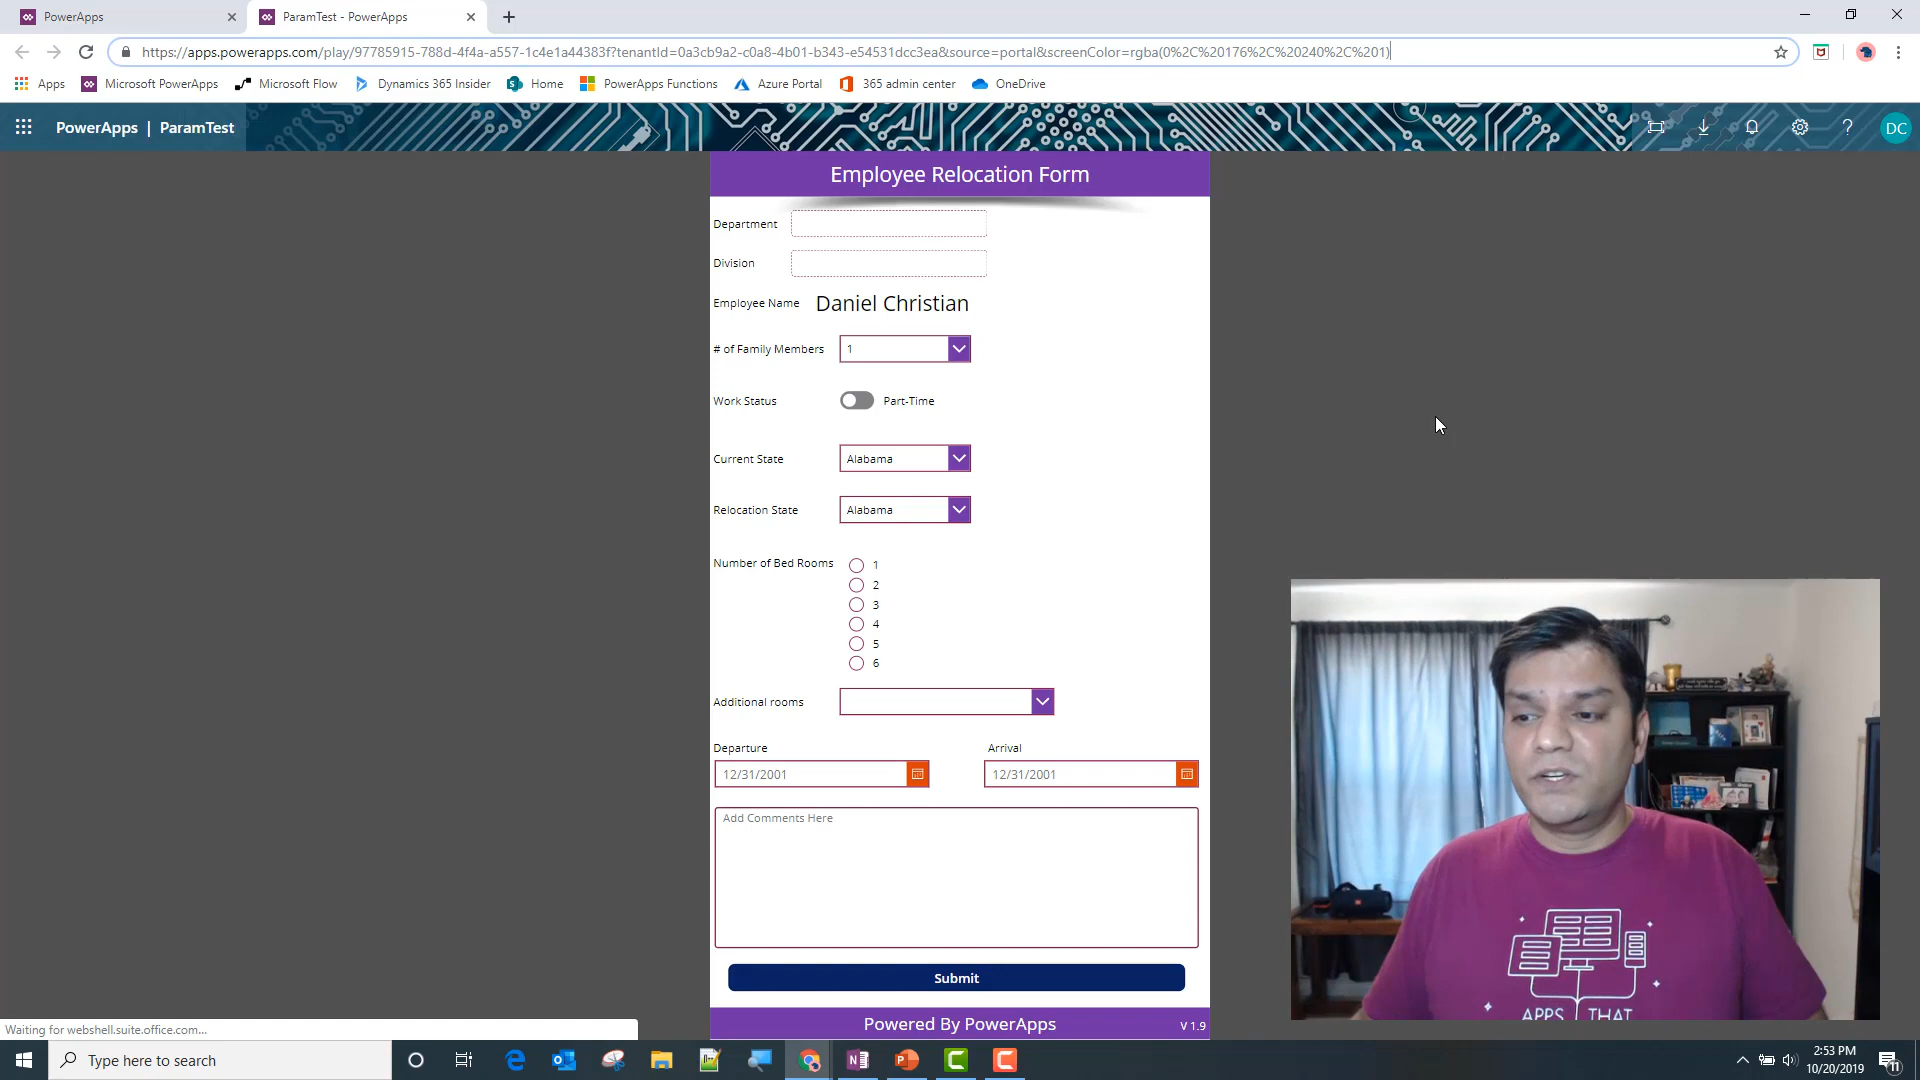 PowerApps
ParamTest - PowerApps
https://apps.powerapps.com/play/97785915-788d-4f4a-a557-1c4e1a44383f?tenantId=0a3cb9a2-c0a8-4b01-b343-e54531dcc3ea&source=portal&screenColor=rgba(0%2C%20176%2C%20240%2C%201)
Apps
Microsoft PowerApps
Microsoft Flow
Dynamics 365 Insider
Home
PowerApps Functions
Azure Portal
365 admin center
OneDrive
PowerApps | ParamTest
DC
Employee Relocation Form
Department
Division
Employee Name Daniel Christian
# of Family Members 1
Work Status Part-Time
Current State Alabama
Relocation State Alabama
Number of Bed Rooms 1
2
3
4
5
6
Additional rooms
Departure Arrival
12/31/2001 12/31/2001
Add Comments Here
Submit
Powered By PowerApps V 1.9
APPS THAT
Waiting for webshell.suite.office.com...
Type here to search
2:53 PM
10/20/2019
11